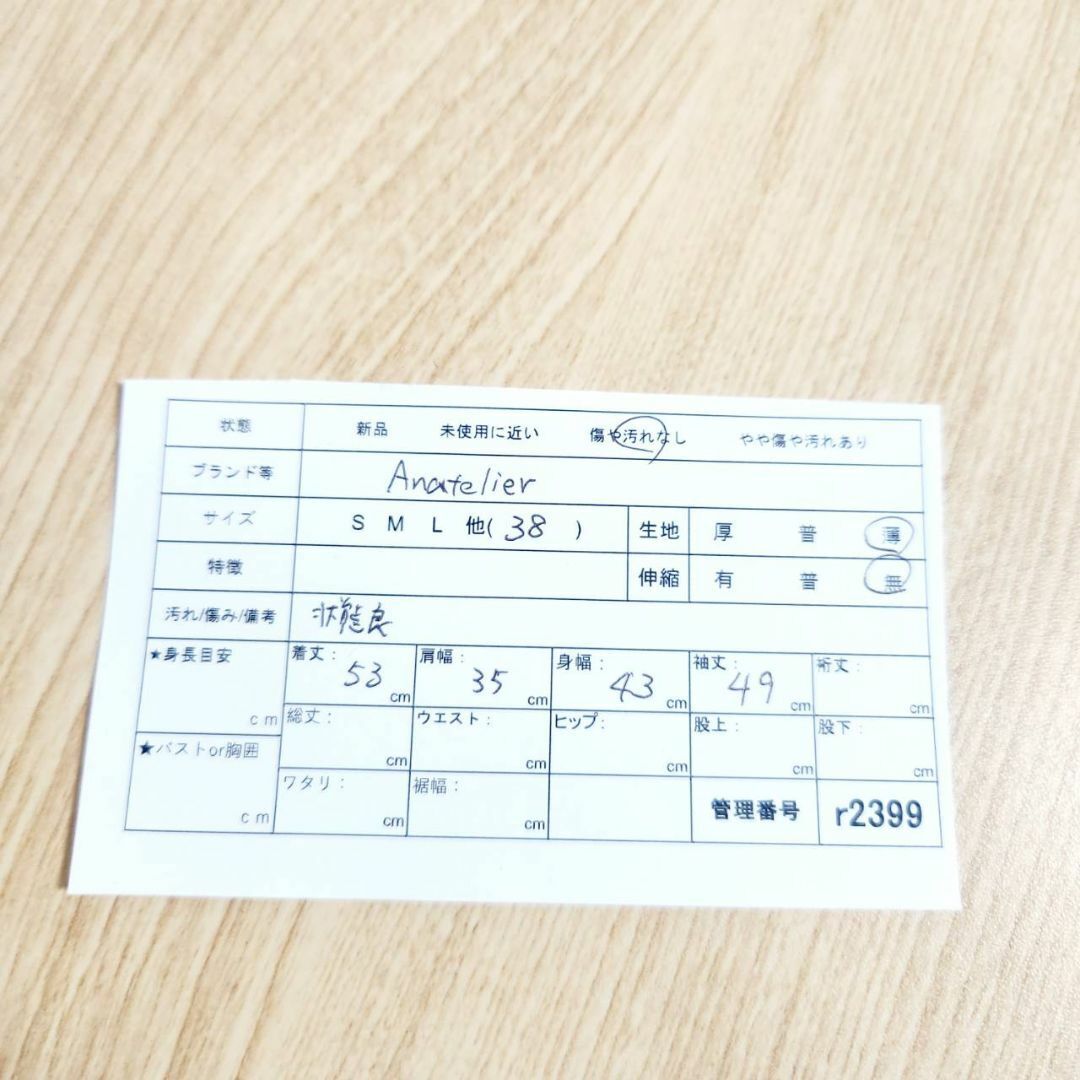 状態 新品 未使用に近い 傷や汚れなし やや傷や汚れあり
ブランド等 Anatelier
サイズ S M L 他( 38 ) 生地 厚 普 薄
特徴 伸縮 有 普 無
汚れ/傷み/備考 状態良
★身長目安 cm 着丈: 53 cm 肩幅: 35 cm 身幅: 43 cm 袖丈: 49 cm 裄丈: cm
総丈: cm ウエスト: cm ヒップ: cm 股上: cm 股下: cm
★バストor胸囲 cm ワタリ: cm 裾幅: cm 管理番号 r2399